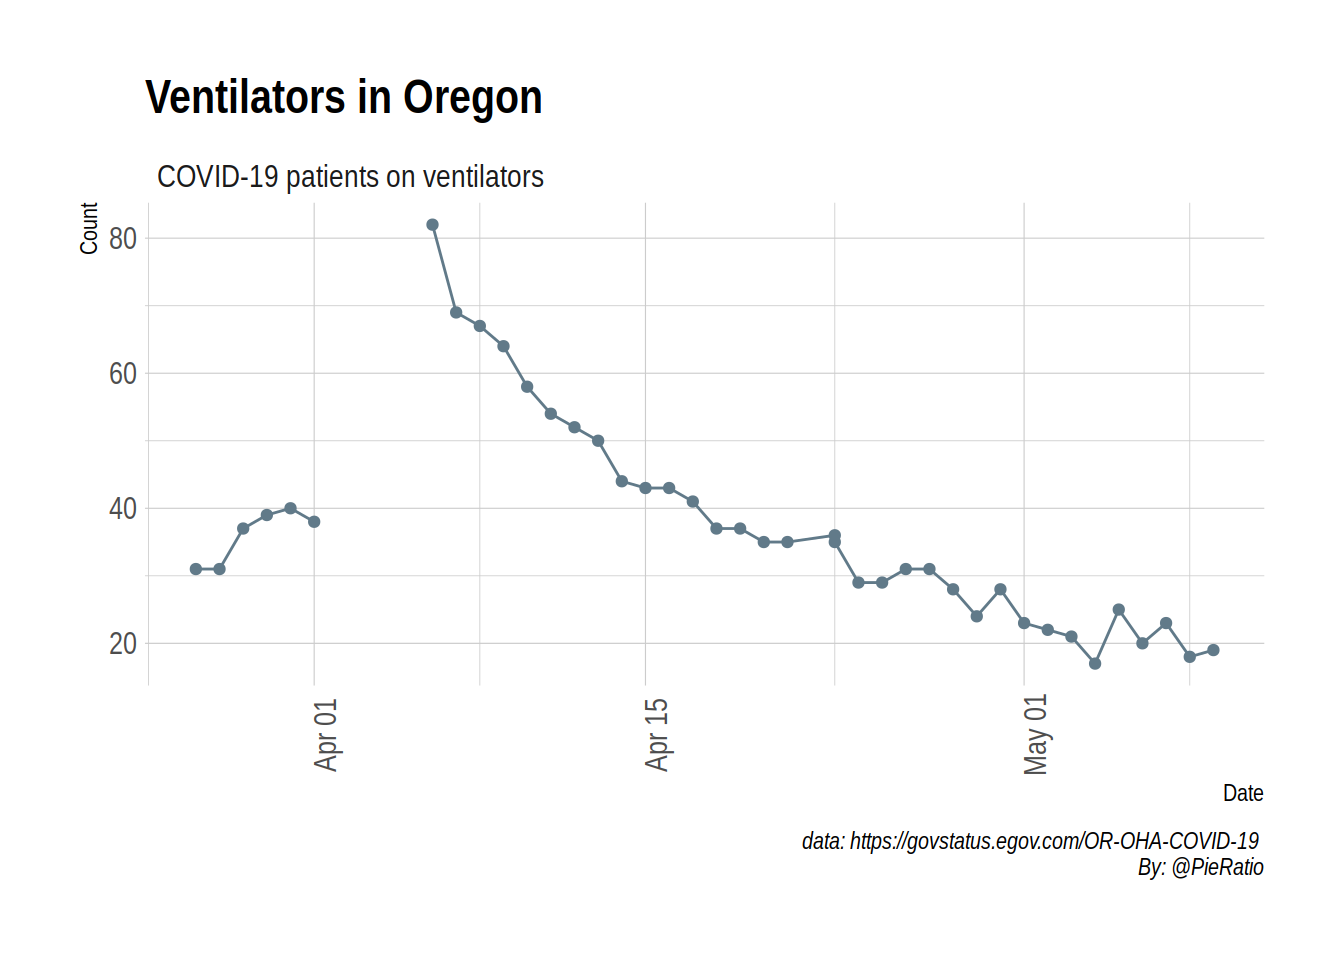 Ventilators in Oregon
COVID-19 patients on ventilators
Count
80
60
40
20
Apr 01
Apr 15
May 01
Date
data: https://govstatus.egov.com/OR-OHA-COVID-19
By: @PieRatio